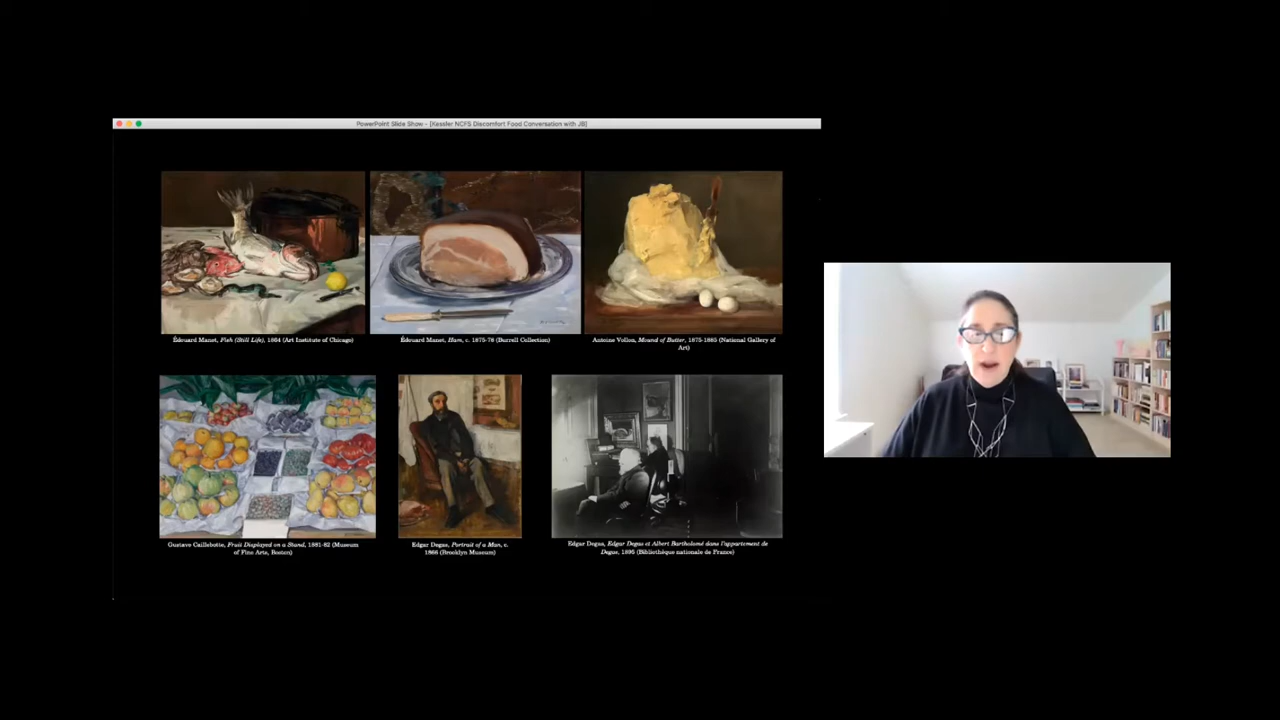 PowerPoint Slide Show - [Kessler NCFS Discomfort Food Conversation with JB]
Édouard Manet, Fish (Still Life), 1864 (Art Institute of Chicago)
Édouard Manet, Ham, c. 1875-78 (Burrell Collection)
Antoine Vollon, Mound of Butter, 1875-1885 (National Gallery of
Art)
Gustave Caillebotte, Fruit Displayed on a Stand, 1881-82 (Museum
of Fine Arts, Boston)
Edgar Degas, Portrait of a Man, c.
1866 (Brooklyn Museum)
Edgar Degas, Edgar Degas et Albert Bartholomé dans l'appartement de
Degas, 1895 (Bibliothèque nationale de France)